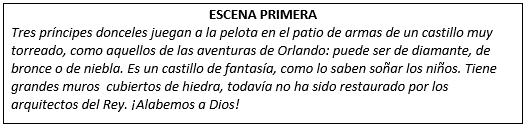 ESCENA PRIMERA
Tres príncipes donceles juegan a la pelota en el patio de armas de un castillo muy
torreado, como aquellos de las aventuras de Orlando: puede ser de diamante, de
bronce o de niebla. Es un castillo de fantasía, como lo saben soñar los niños. Tiene
grandes muros  cubiertos de hiedra, todavía no ha sido restaurado por los
arquitectos del Rey. ¡Alabemos a Dios!